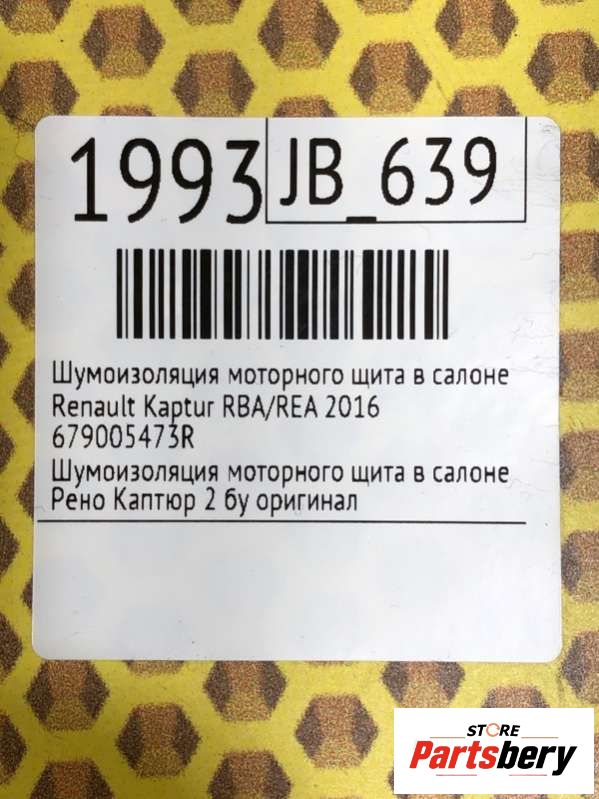 1993 JB_639
Шумоизоляция моторного щита в салоне
Renault Kaptur RBA/REA 2016
679005473R
Шумоизоляция моторного щита в салоне
Рено Каптюр 2 бу оригинал
STORE
Partsbery